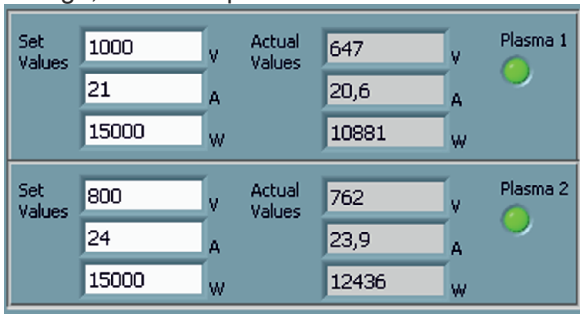 Set Values 1000 V Actual Values 647 V Plasma 1
21 A 20,6 A
15000 W 10881 W
Set Values 800 V Actual Values 762 V Plasma 2
24 A 23,9 A
15000 W 12436 W